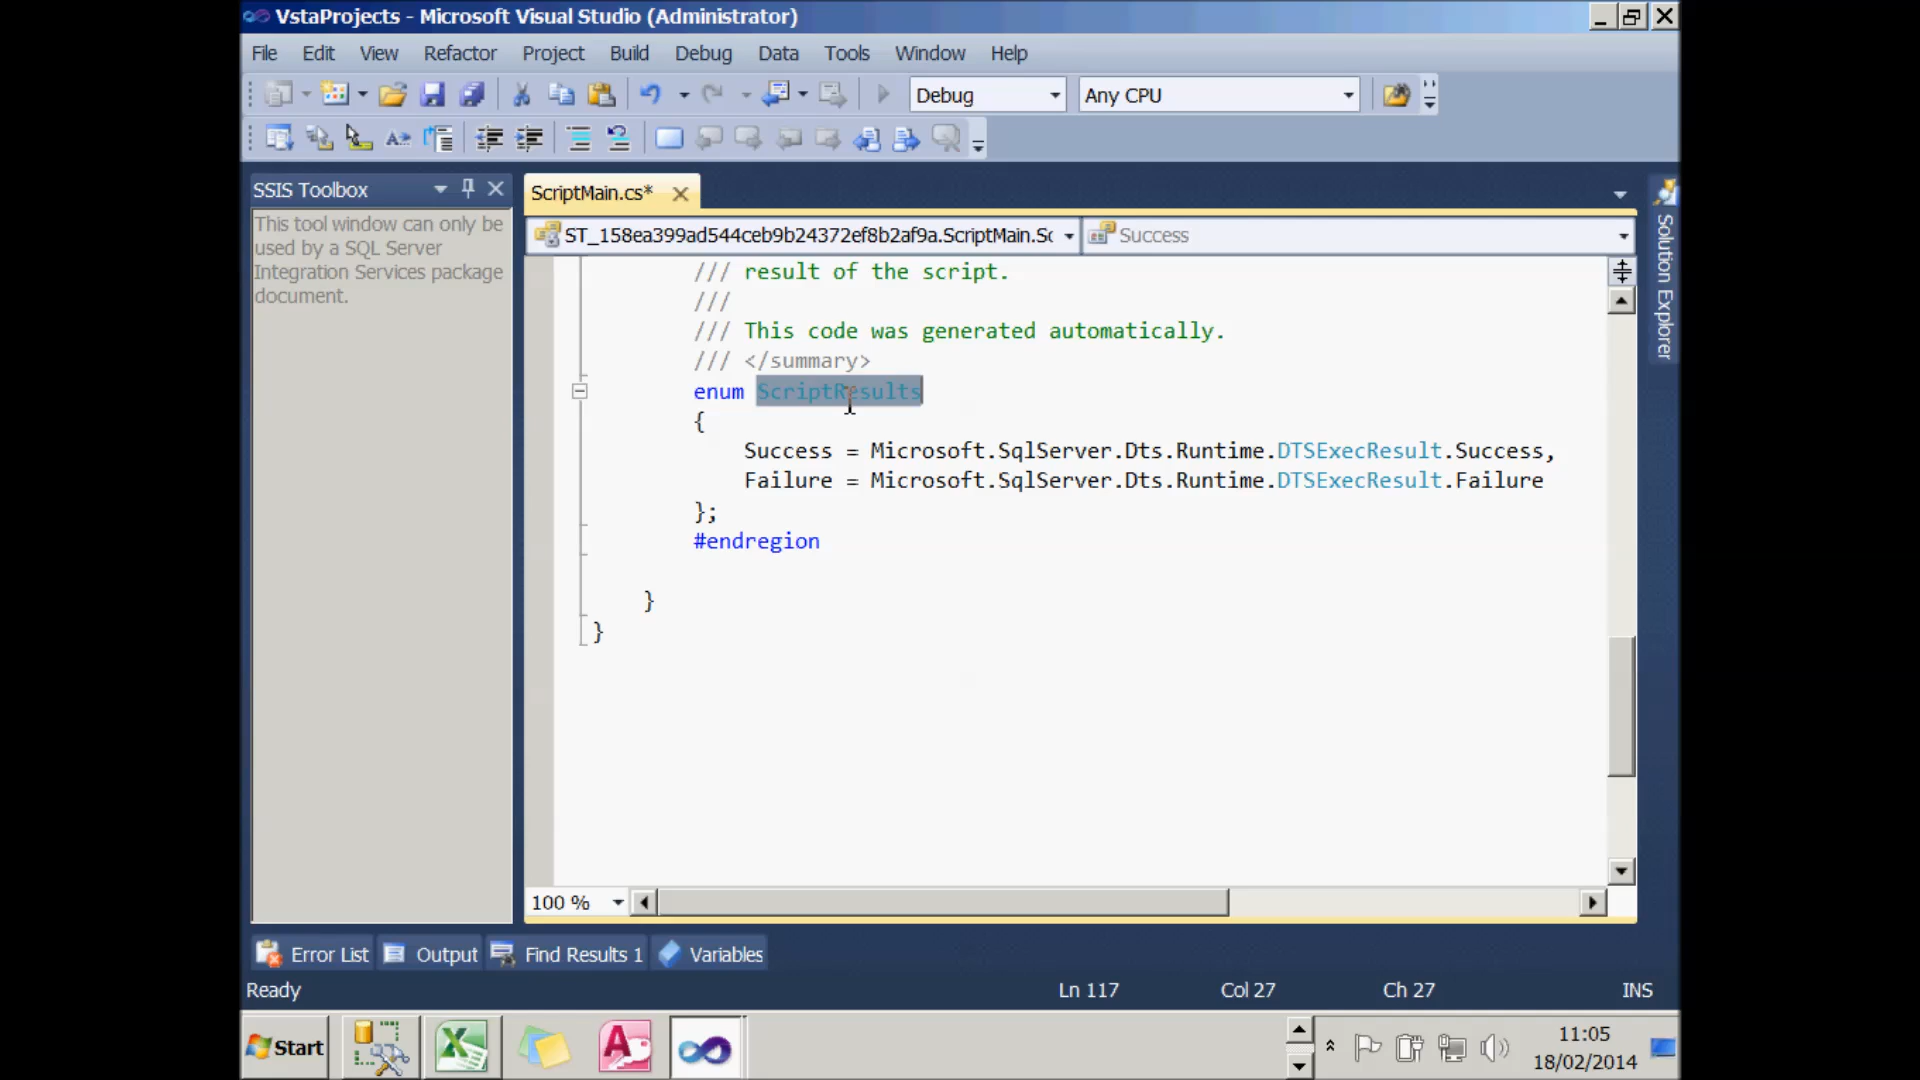 VstaProjects - Microsoft Visual Studio (Administrator)
File Edit View Refactor Project Build Debug Data Tools Window Help
Debug Any CPU
SSIS Toolbox
This tool window can only be
used by a SQL Server
Integration Services package
document.
ScriptMain.cs*
ST_158ea399ad544ceb9b24372ef8b2af9a.ScriptMain.Sc Success
/// result of the script.
///
/// This code was generated automatically.
/// </summary>
enum ScriptResults
{
Success = Microsoft.SqlServer.Dts.Runtime.DTSExecResult.Success,
Failure = Microsoft.SqlServer.Dts.Runtime.DTSExecResult.Failure
};
#endregion
}
}
Solution Explorer
100 %
Error List Output Find Results 1 Variables
Ready Ln 117 Col 27 Ch 27 INS
Start
11:05
18/02/2014